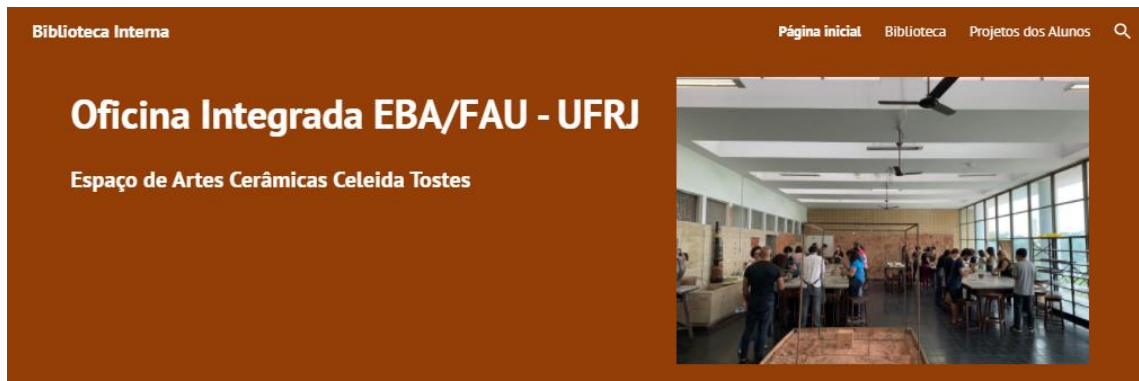 Biblioteca Interna
Página inicial
Biblioteca
Projetos dos Alunos
Oficina Integrada EBA/FAU - UFRJ
Espaço de Artes Cerâmicas Celeida Tostes